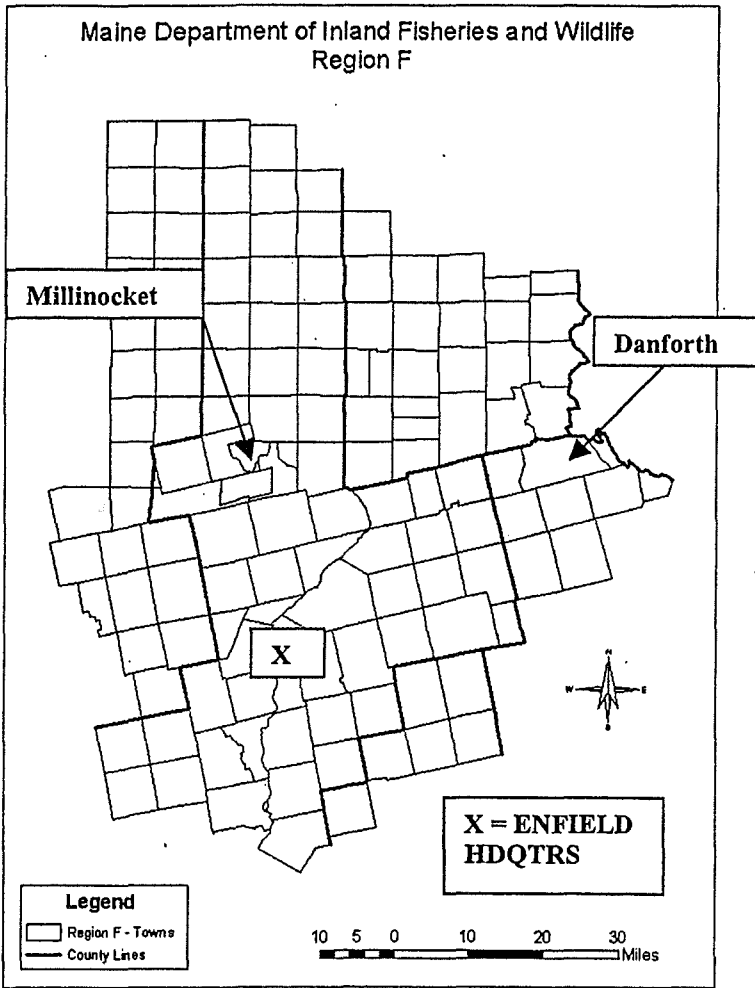 Maine Department of Inland Fisheries and Wildlife
Region F
Millinocket
Danforth
X
N
W E
S
X = ENFIELD
HDQTRS
Legend
Region F - Towns
County Lines
10 5 0 10 20 30
Miles